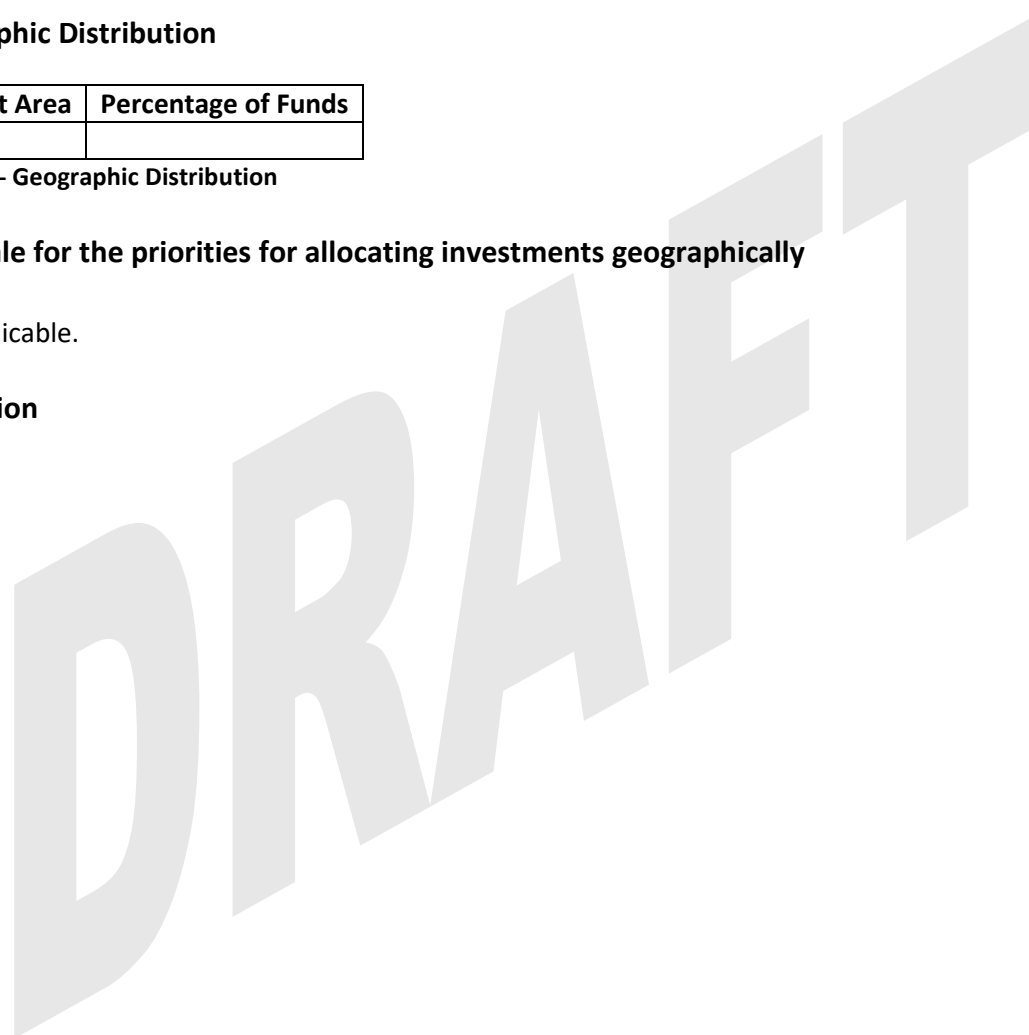 phic Distribution
t Area Percentage of Funds
- Geographic Distribution
le for the priorities for allocating investments geographically
icable.
ion
DRAFT